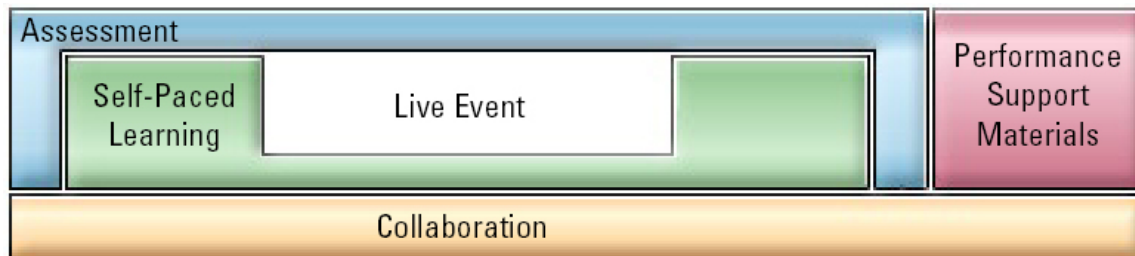 Assessment
Self-Paced
Learning
Live Event
Performance
Support
Materials
Collaboration